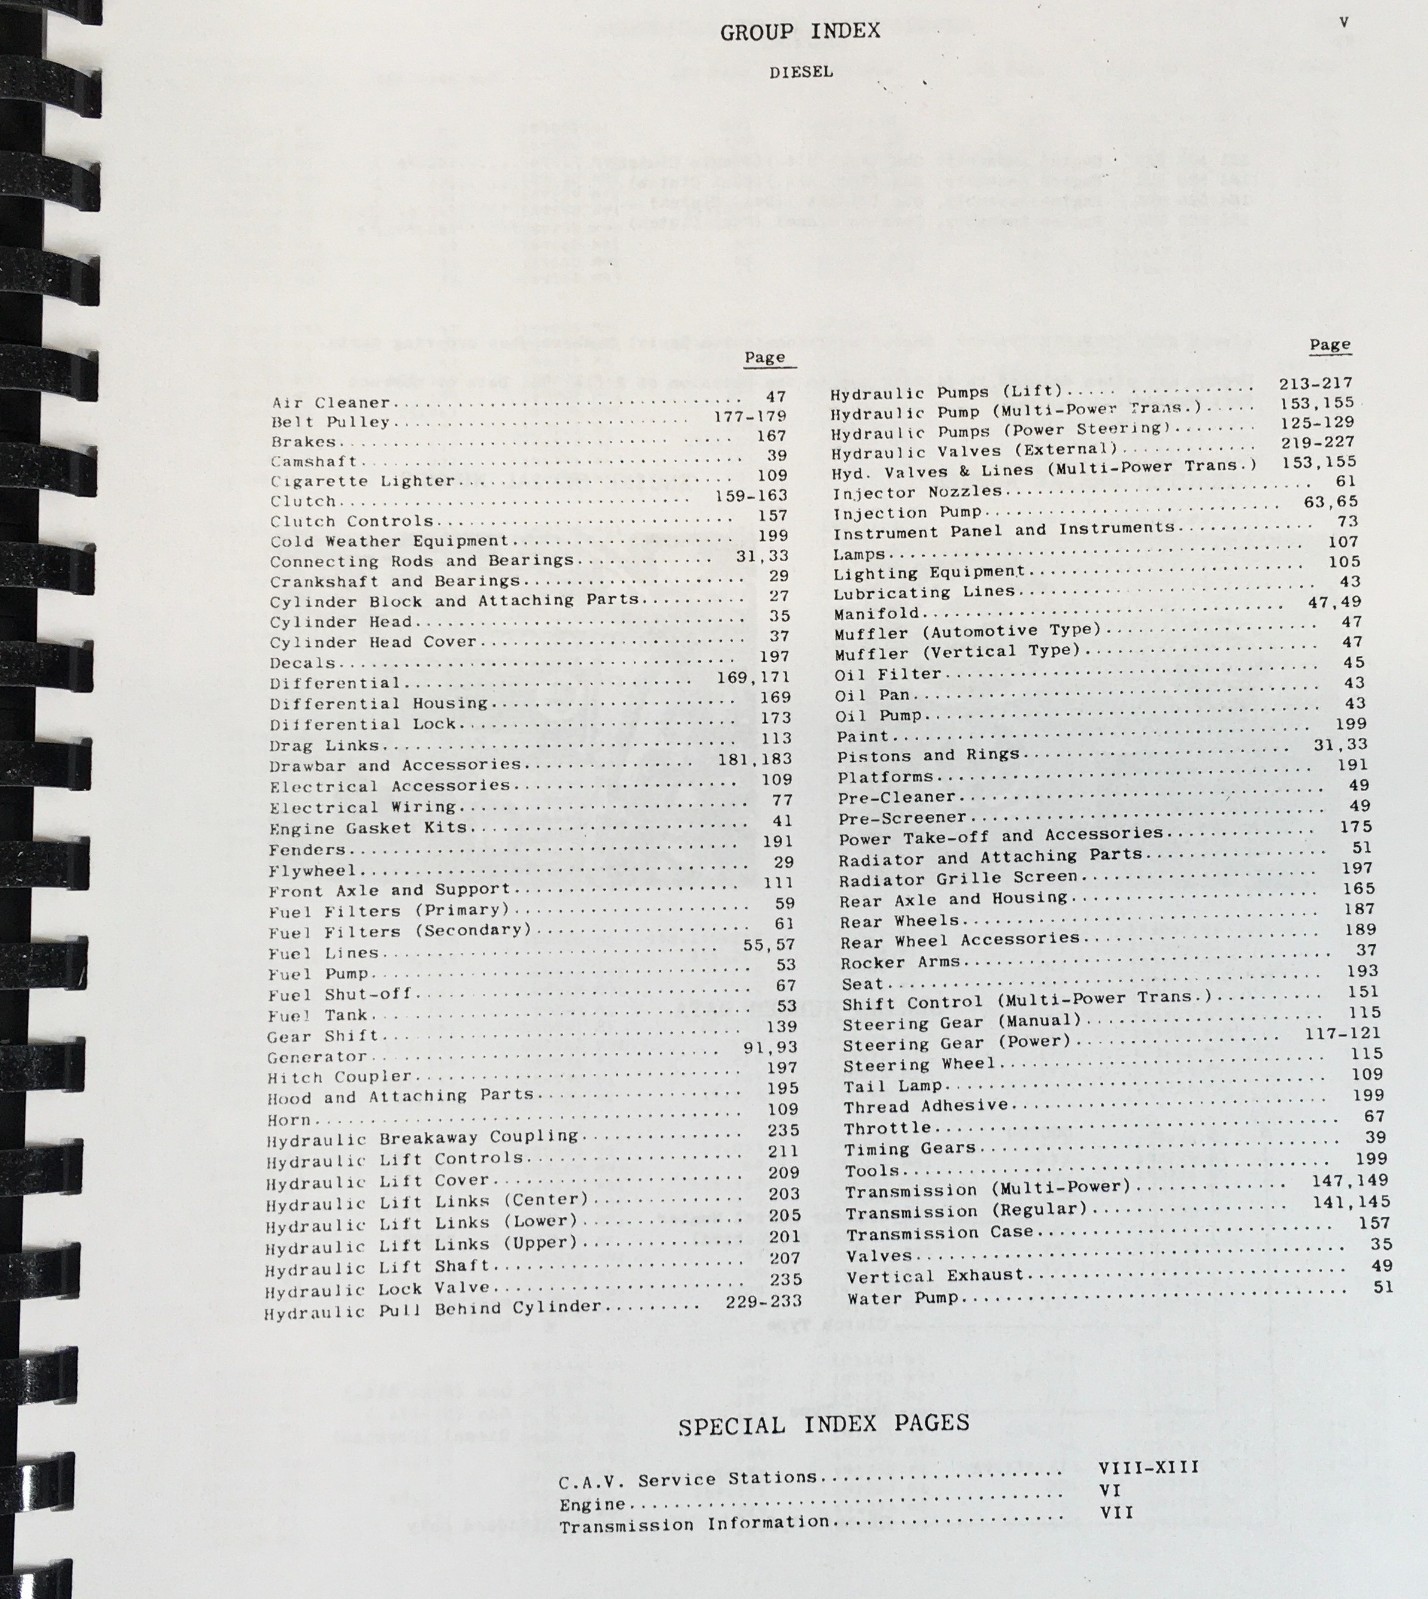 GROUP INDEX
V
DIESEL
Page
Air Cleaner................................ 47
Belt Pulley............................ 177-179
Brakes..................................... 167
Camshaft................................... 39
Cigarette Lighter.......................... 109
Clutch................................. 159-163
Clutch Controls............................ 157
Cold Weather Equipment..................... 199
Connecting Rods and Bearings............. 31,33
Crankshaft and Bearings..................... 29
Cylinder Block and Attaching Parts.......... 27
Cylinder Head............................... 35
Cylinder Head Cover......................... 37
Decals..................................... 197
Differential........................... 169,171
Differential Housing....................... 169
Differential Lock.......................... 173
Drag Links................................. 113
Drawbar and Accessories................ 181,183
Electrical Accessories..................... 109
Electrical Wiring........................... 77
Engine Gasket Kits.......................... 41
Fenders.................................... 191
Flywheel.................................... 29
Front Axle and Support..................... 111
Fuel Filters (Primary)...................... 59
Fuel Filters (Secondary).................... 61
Fuel Lines............................... 55,57
Fuel Pump................................... 53
Fuel Shut-off............................... 67
Fuel Tank................................... 53
Gear Shift................................. 139
Generator................................ 91,93
Hitch Coupler.............................. 197
Hood and Attaching Parts................... 195
Horn....................................... 109
Hydraulic Breakaway Coupling............... 235
Hydraulic Lift Controls.................... 211
Hydraulic Lift Cover....................... 209
Hydraulic Lift Links (Center).............. 203
Hydraulic Lift Links (Lower)............... 205
Hydraulic Lift Links (Upper)............... 201
Hydraulic Lift Shaft....................... 207
Hydraulic Lock Valve....................... 235
Hydraulic Pull Behind Cylinder......... 229-233
Page
Hydraulic Pumps (Lift)................. 213-217
Hydraulic Pump (Multi-Power Trans.)..... 153,155
Hydraulic Pumps (Power Steering)........ 125-129
Hydraulic Valves (External)............. 219-227
Hyd. Valves & Lines (Multi-Power Trans.) 153,155
Injector Nozzles............................ 61
Injection Pump........................... 63,65
Instrument Panel and Instruments............ 73
Lamps...................................... 107
Lighting Equipment......................... 105
Lubricating Lines........................... 43
Manifold................................. 47,49
Muffler (Automotive Type)................... 47
Muffler (Vertical Type)..................... 47
Oil Filter.................................. 45
Oil Pan..................................... 43
Oil Pump.................................... 43
Paint...................................... 199
Pistons and Rings........................ 31,33
Platforms.................................. 191
Pre-Cleaner................................. 49
Pre-Screener................................ 49
Power Take-off and Accessories............. 175
Radiator and Attaching Parts................ 51
Radiator Grille Screen..................... 197
Rear Axle and Housing...................... 165
Rear Wheels................................ 187
Rear Wheel Accessories..................... 189
Rocker Arms................................. 37
Seat....................................... 193
Shift Control (Multi-Power Trans.)......... 151
Steering Gear (Manual)..................... 115
Steering Gear (Power).................. 117-121
Steering Wheel............................. 115
Tail Lamp.................................. 109
Thread Adhesive............................ 199
Throttle.................................... 67
Timing Gears................................ 39
Tools...................................... 199
Transmission (Multi-Power)............. 147,149
Transmission (Regular)................. 141,145
Transmission Case.......................... 157
Valves...................................... 35
Vertical Exhaust............................ 49
Water Pump.................................. 51
SPECIAL INDEX PAGES
C.A.V. Service Stations...................... VIII-XIII
Engine....................................... VI
Transmission Information..................... VII